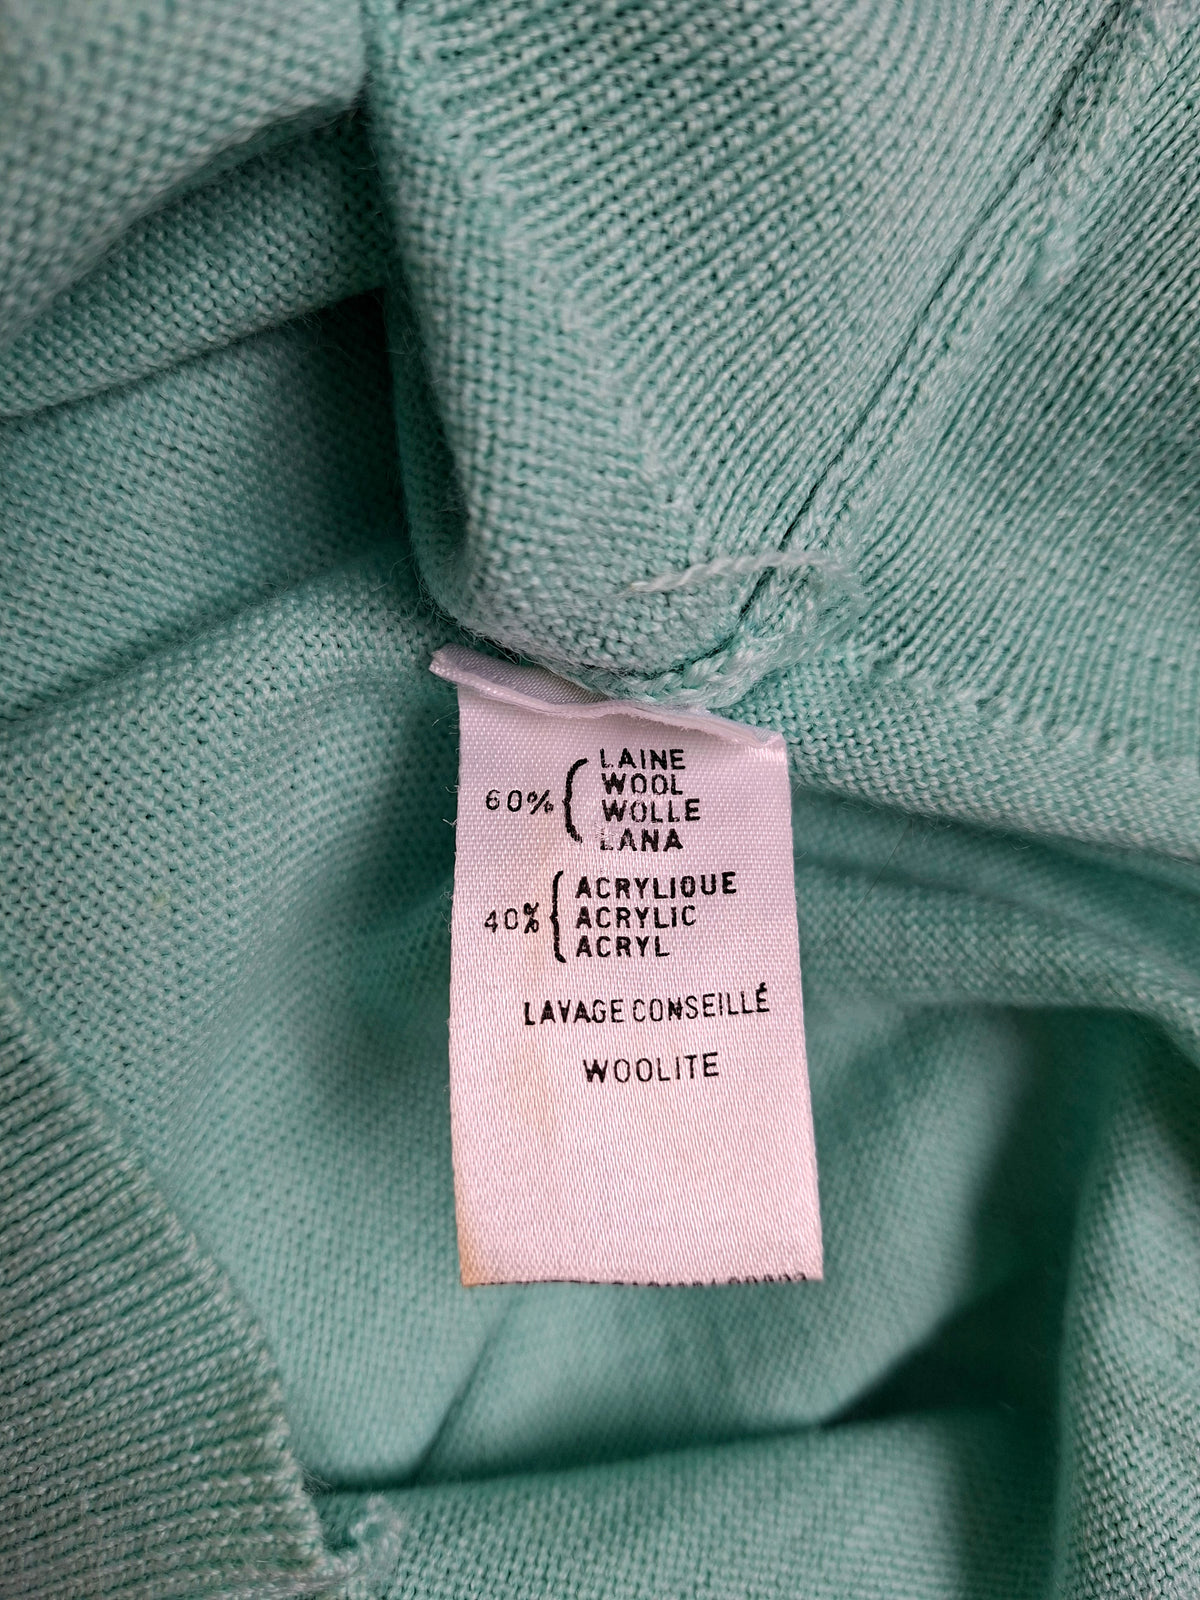 60%
LAINE
WOOL
WOLLE
LANA
40%
ACRYLIQUE
ACRYLIC
ACRYL
LAVAGE CONSEILLÉ
WOOLITE